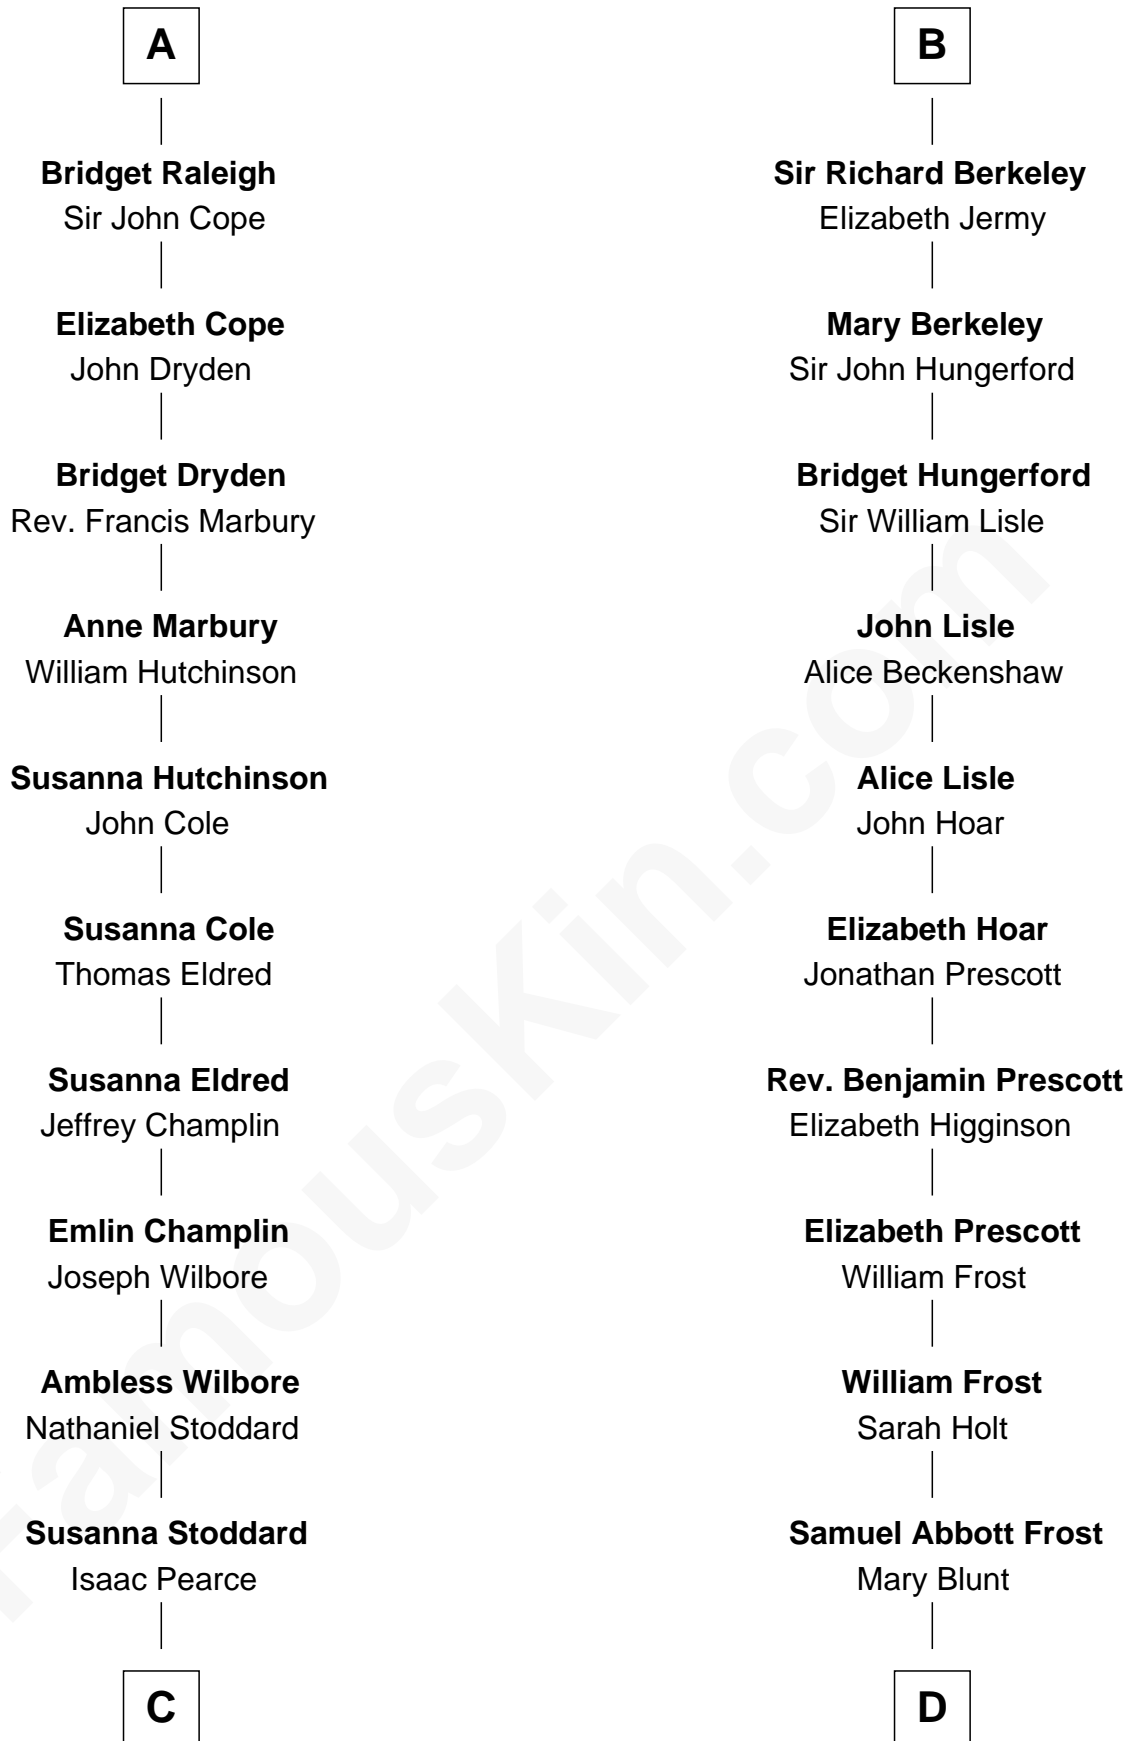 A
Bridget Raleigh
Sir John Cope
Elizabeth Cope
John Dryden
Bridget Dryden
Rev. Francis Marbury
Anne Marbury
William Hutchinson
Susanna Hutchinson
John Cole
Susanna Cole
Thomas Eldred
Susanna Eldred
Jeffrey Champlin
Emlin Champlin
Joseph Wilbore
Ambless Wilbore
Nathaniel Stoddard
Susanna Stoddard
Isaac Pearce
C
B
Sir Richard Berkeley
Elizabeth Jermy
Mary Berkeley
Sir John Hungerford
Bridget Hungerford
Sir William Lisle
John Lisle
Alice Beckenshaw
Alice Lisle
John Hoar
Elizabeth Hoar
Jonathan Prescott
Rev. Benjamin Prescott
Elizabeth Higginson
Elizabeth Prescott
William Frost
William Frost
Sarah Holt
Samuel Abbott Frost
Mary Blunt
D
FamousKin.com